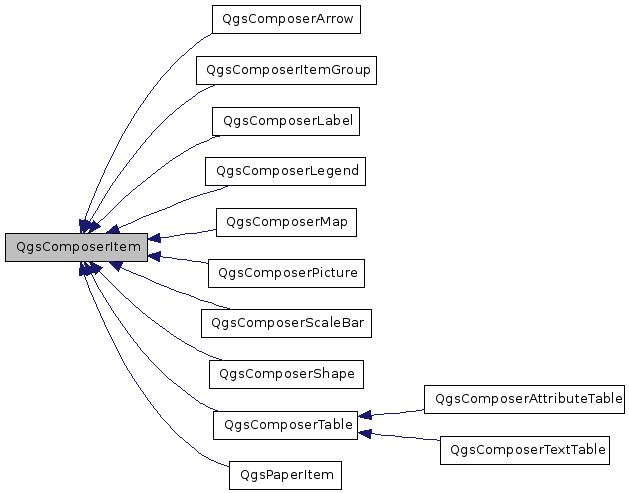 QgsComposerArrow
QgsComposerItemGroup
QgsComposerLabel
QgsComposerLegend
QgsComposerMap
QgsComposerItem
QgsComposerPicture
QgsComposerScaleBar
QgsComposerShape
QgsComposerAttributeTable
QgsComposerTable
QgsComposerTextTable
QgsPaperItem